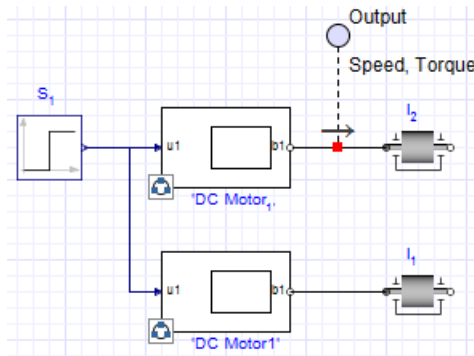 Output
Speed, Torque
S₁
I₂
u1
b1
'DC Motor₁'
I₁
u1
b1
'DC Motor1'